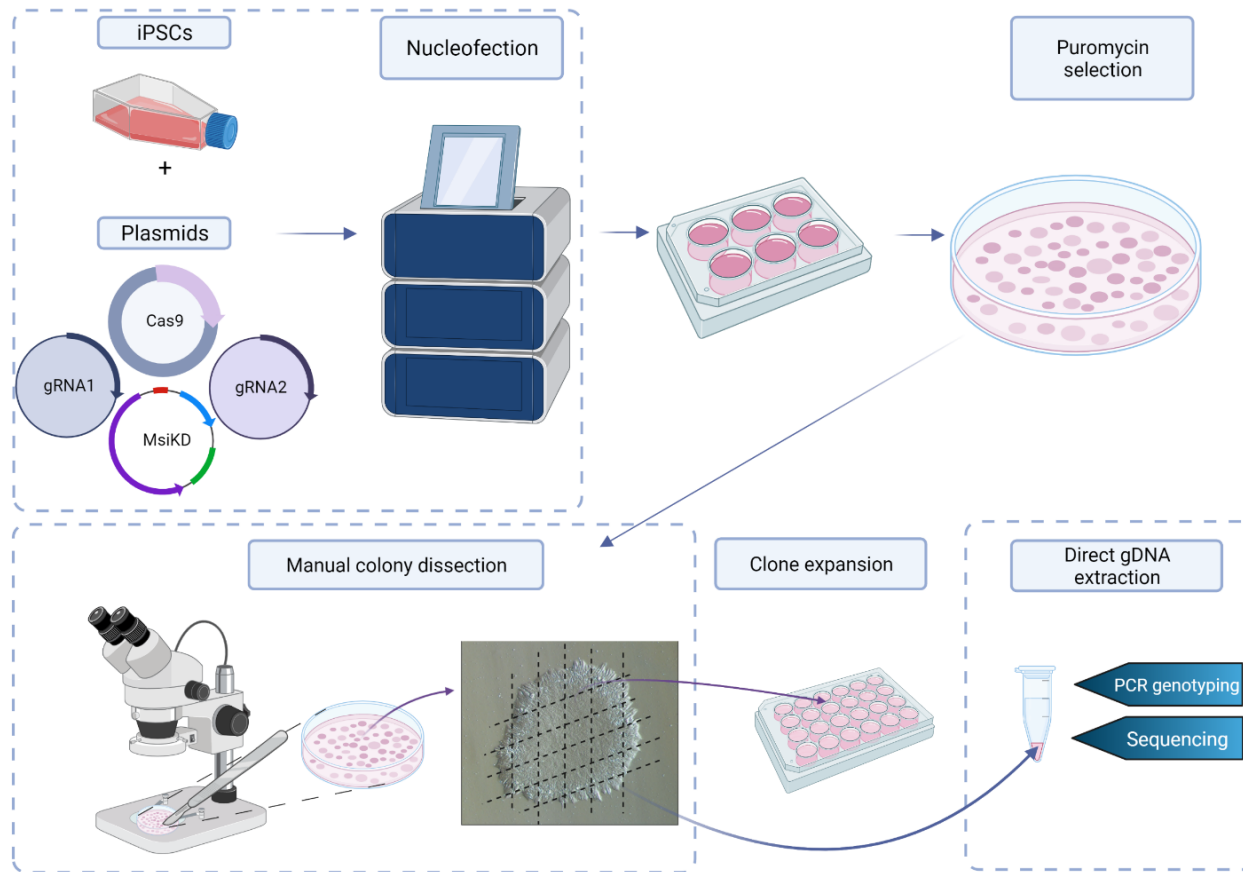 iPSCs
Nucleofection
Puromycin
selection
+
Plasmids
Cas9
gRNA1
gRNA2
MsiKD
Manual colony dissection
Clone expansion
Direct gDNA
extraction
PCR genotyping
Sequencing